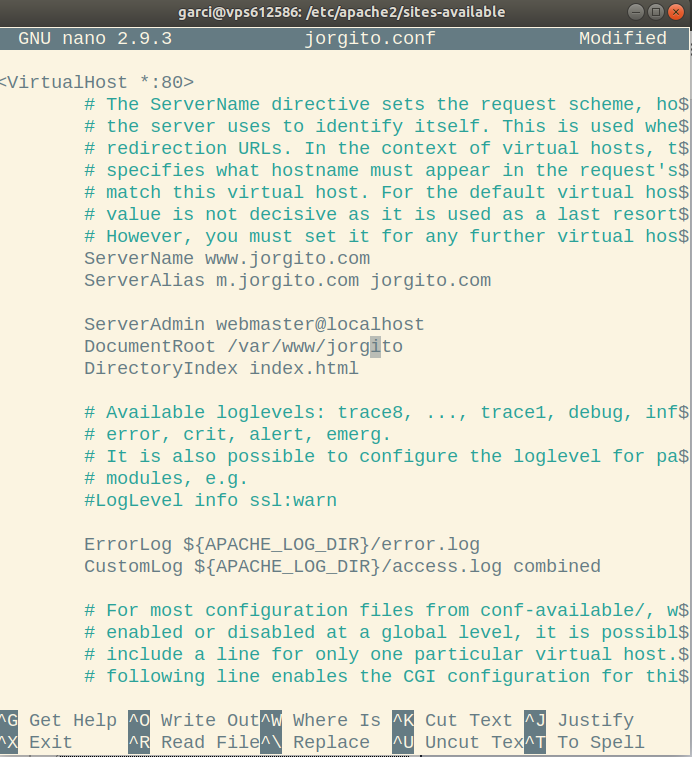 garci@vps612586: /etc/apache2/sites-available
GNU nano 2.9.3 jorgito.conf Modified
<VirtualHost *:80>
# The ServerName directive sets the request scheme, ho$
# the server uses to identify itself. This is used whe$
# redirection URLs. In the context of virtual hosts, t$
# specifies what hostname must appear in the request's$
# match this virtual host. For the default virtual hos$
# value is not decisive as it is used as a last resort$
# However, you must set it for any further virtual hos$
ServerName www.jorgito.com
ServerAlias m.jorgito.com jorgito.com
ServerAdmin webmaster@localhost
DocumentRoot /var/www/jorgito
DirectoryIndex index.html
# Available loglevels: trace8, ..., trace1, debug, inf$
# error, crit, alert, emerg.
# It is also possible to configure the loglevel for pa$
# modules, e.g.
#LogLevel info ssl:warn
ErrorLog ${APACHE_LOG_DIR}/error.log
CustomLog ${APACHE_LOG_DIR}/access.log combined
# For most configuration files from conf-available/, w$
# enabled or disabled at a global level, it is possibl$
# include a line for only one particular virtual host.$
# following line enables the CGI configuration for thi$
^G Get Help ^O Write Out^W Where Is ^K Cut Text ^J Justify
^X Exit ^R Read File^\ Replace ^U Uncut Tex^T To Spell